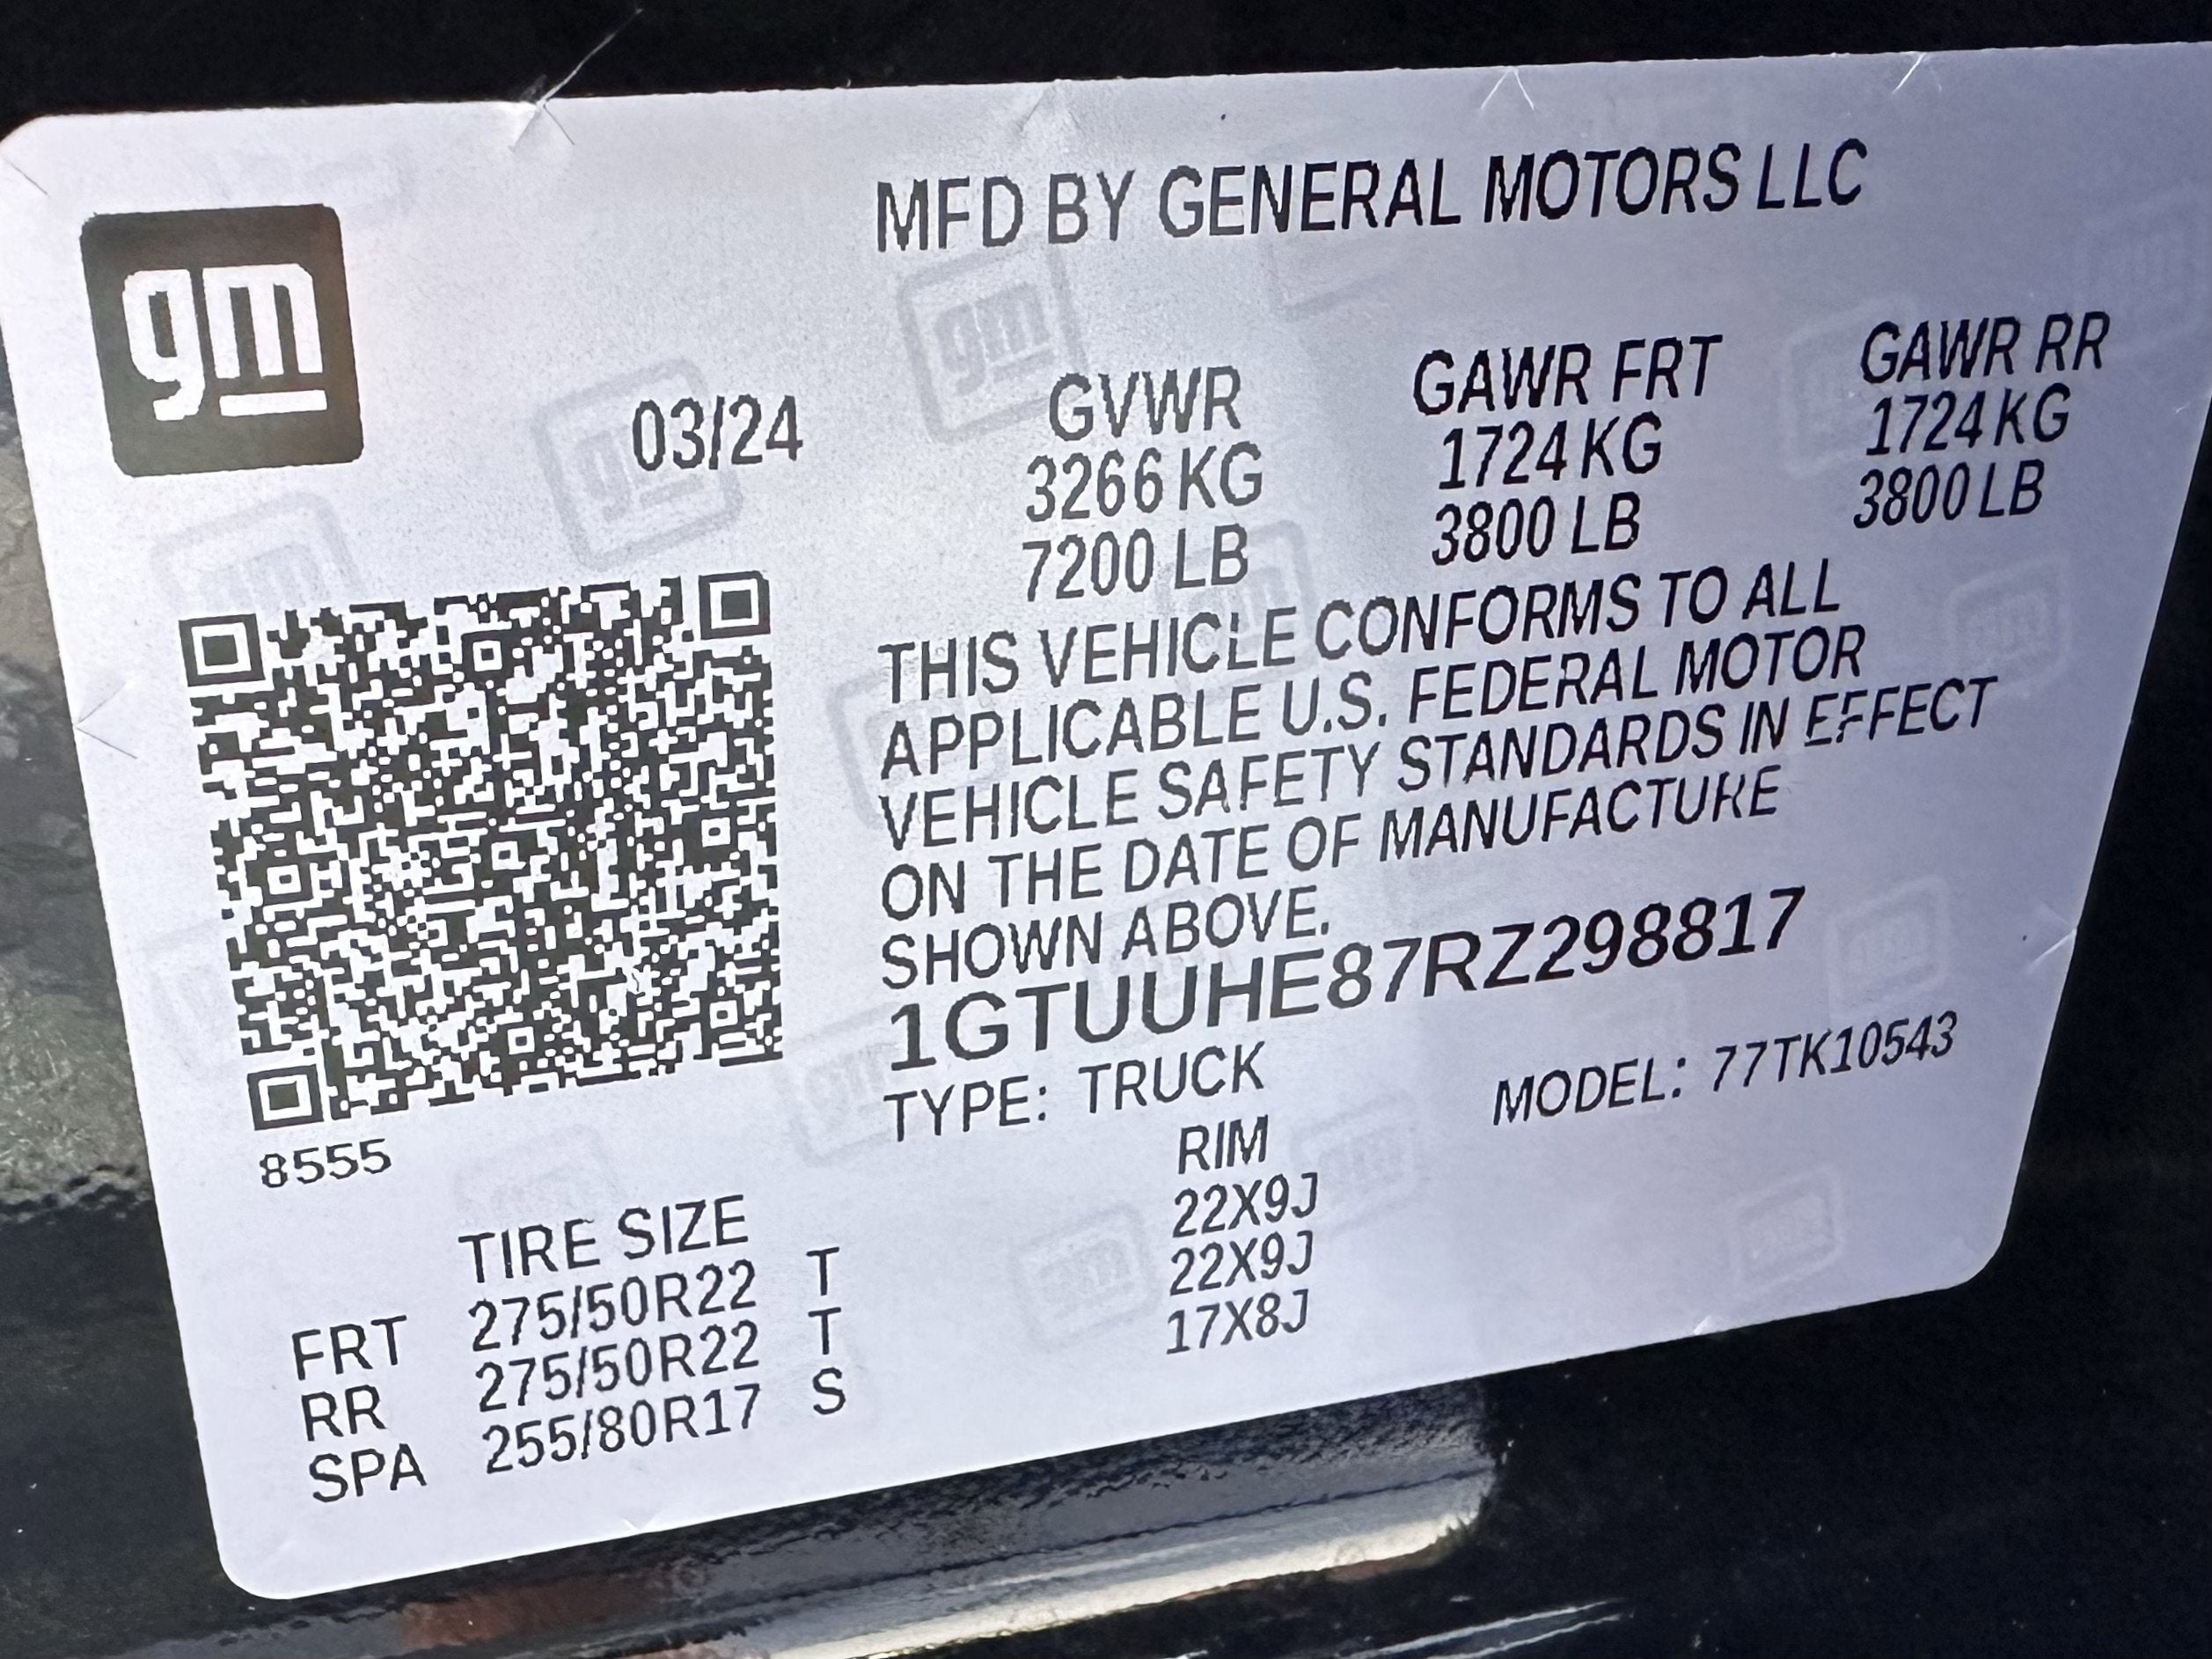 gm
MFD BY GENERAL MOTORS LLC
03/24
GVWR GAWR FRT GAWR RR
3266 KG 1724 KG 1724 KG
7200 LB 3800 LB 3800 LB
THIS VEHICLE CONFORMS TO ALL
APPLICABLE U.S. FEDERAL MOTOR
VEHICLE SAFETY STANDARDS IN EFFECT
ON THE DATE OF MANUFACTURE
SHOWN ABOVE.
1GTUUHE87RZ298817
TYPE: TRUCK MODEL: 77TK10543
8555
TIRE SIZE RIM
FRT 275/50R22 T 22X9J
RR 275/50R22 T 22X9J
SPA 255/80R17 S 17X8J